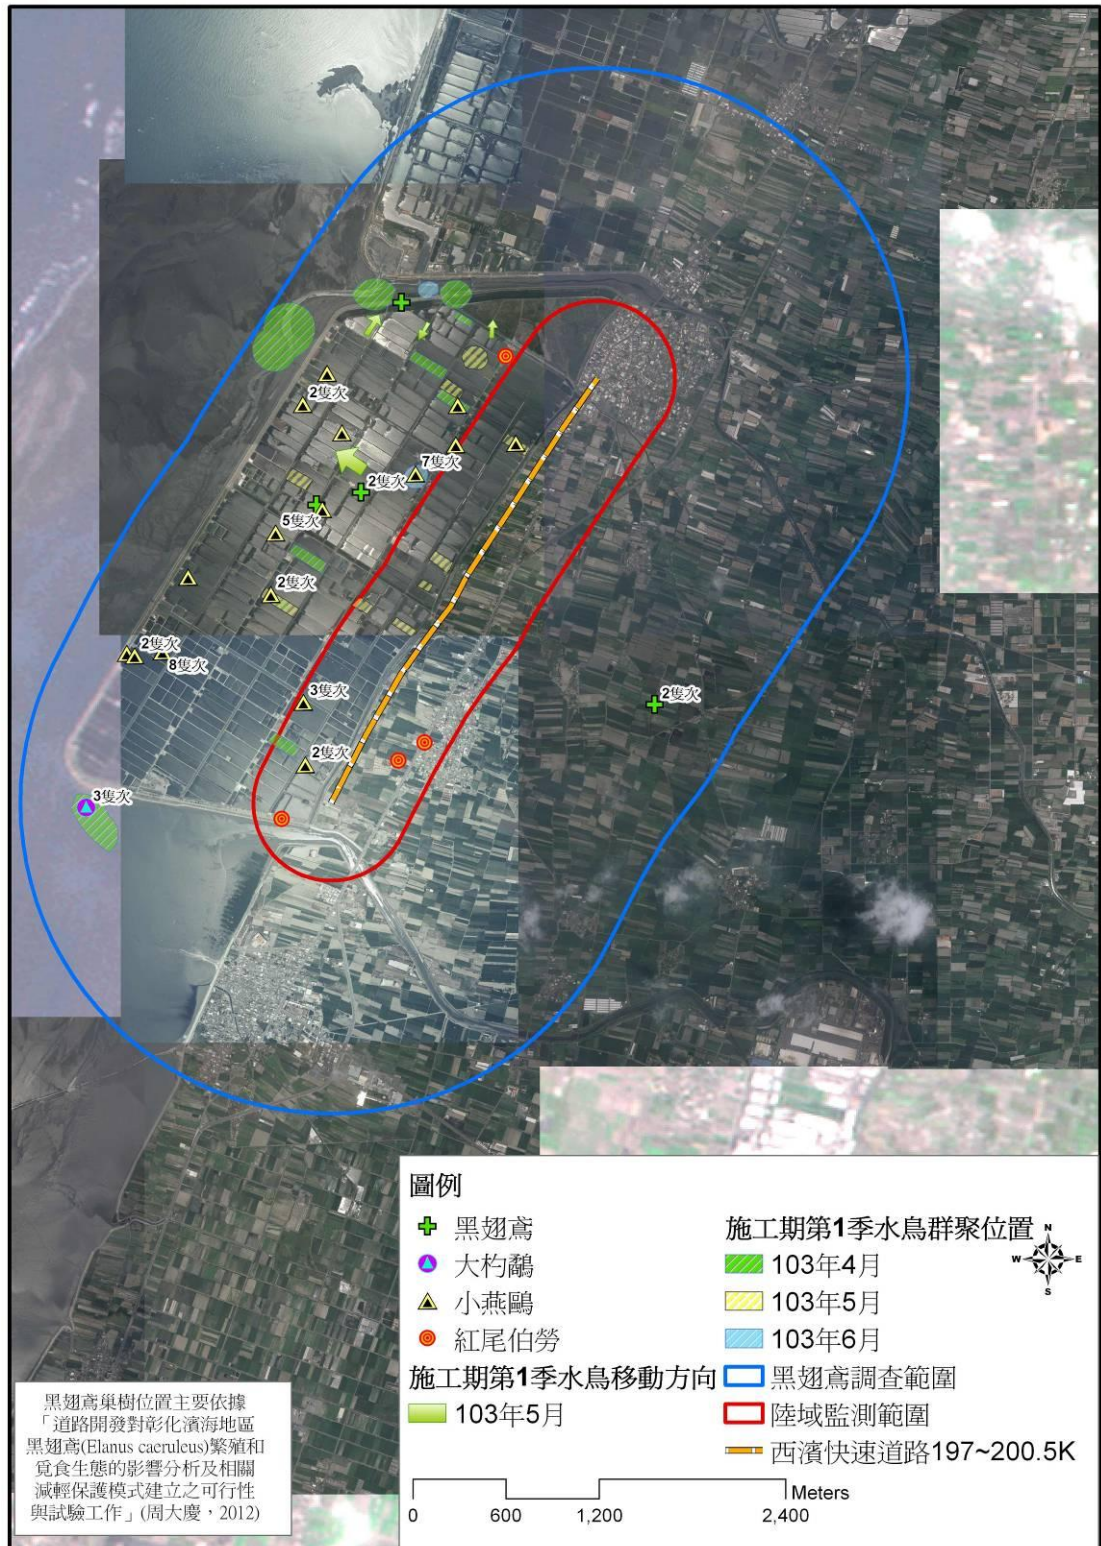 2隻次
7隻次
2隻次
5隻次
2隻次
2隻次
8隻次
3隻次
2隻次
2隻次
3隻次
圖例
黑翅鳶
大杓鷸
小燕鷗
紅尾伯勞
施工期第1季水鳥移動方向
103年5月
施工期第1季水鳥群聚位置
103年4月
103年5月
103年6月
黑翅鳶調查範圍
陸域監測範圍
西濱快速道路197~200.5K
N
W
E
S
Meters
0
600
1,200
2,400
黑翅鳶巢樹位置主要依據
「道路開發對彰化濱海地區
黑翅鳶(Elanus caeruleus)繁殖和
覓食生態的影響分析及相關
減輕保護模式建立之可行性
與試驗工作」(周大慶，2012)